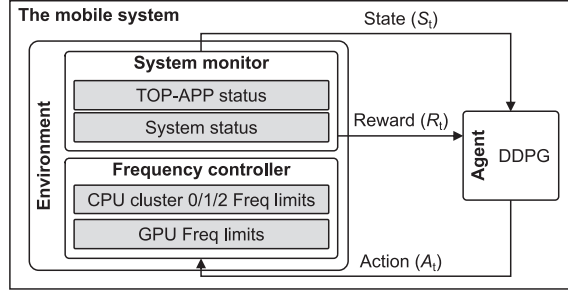 The mobile system
State (Sₜ)
Environment
System monitor
TOP-APP status
System status
Reward (Rₜ)
Agent
DDPG
Frequency controller
CPU cluster 0/1/2 Freq limits
GPU Freq limits
Action (Aₜ)